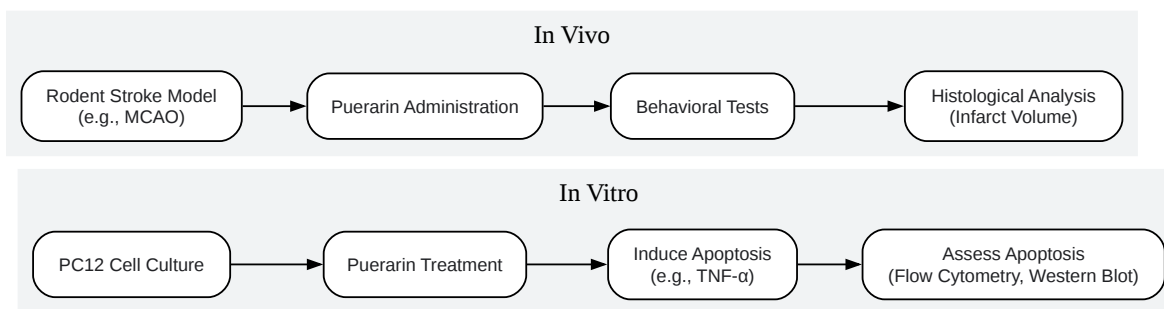 In Vivo
Rodent Stroke Model
(e.g., MCAO)
Puerarin Administration
Behavioral Tests
Histological Analysis
(Infarct Volume)
In Vitro
PC12 Cell Culture
Puerarin Treatment
Induce Apoptosis
(e.g., TNF-α)
Assess Apoptosis
(Flow Cytometry, Western Blot)